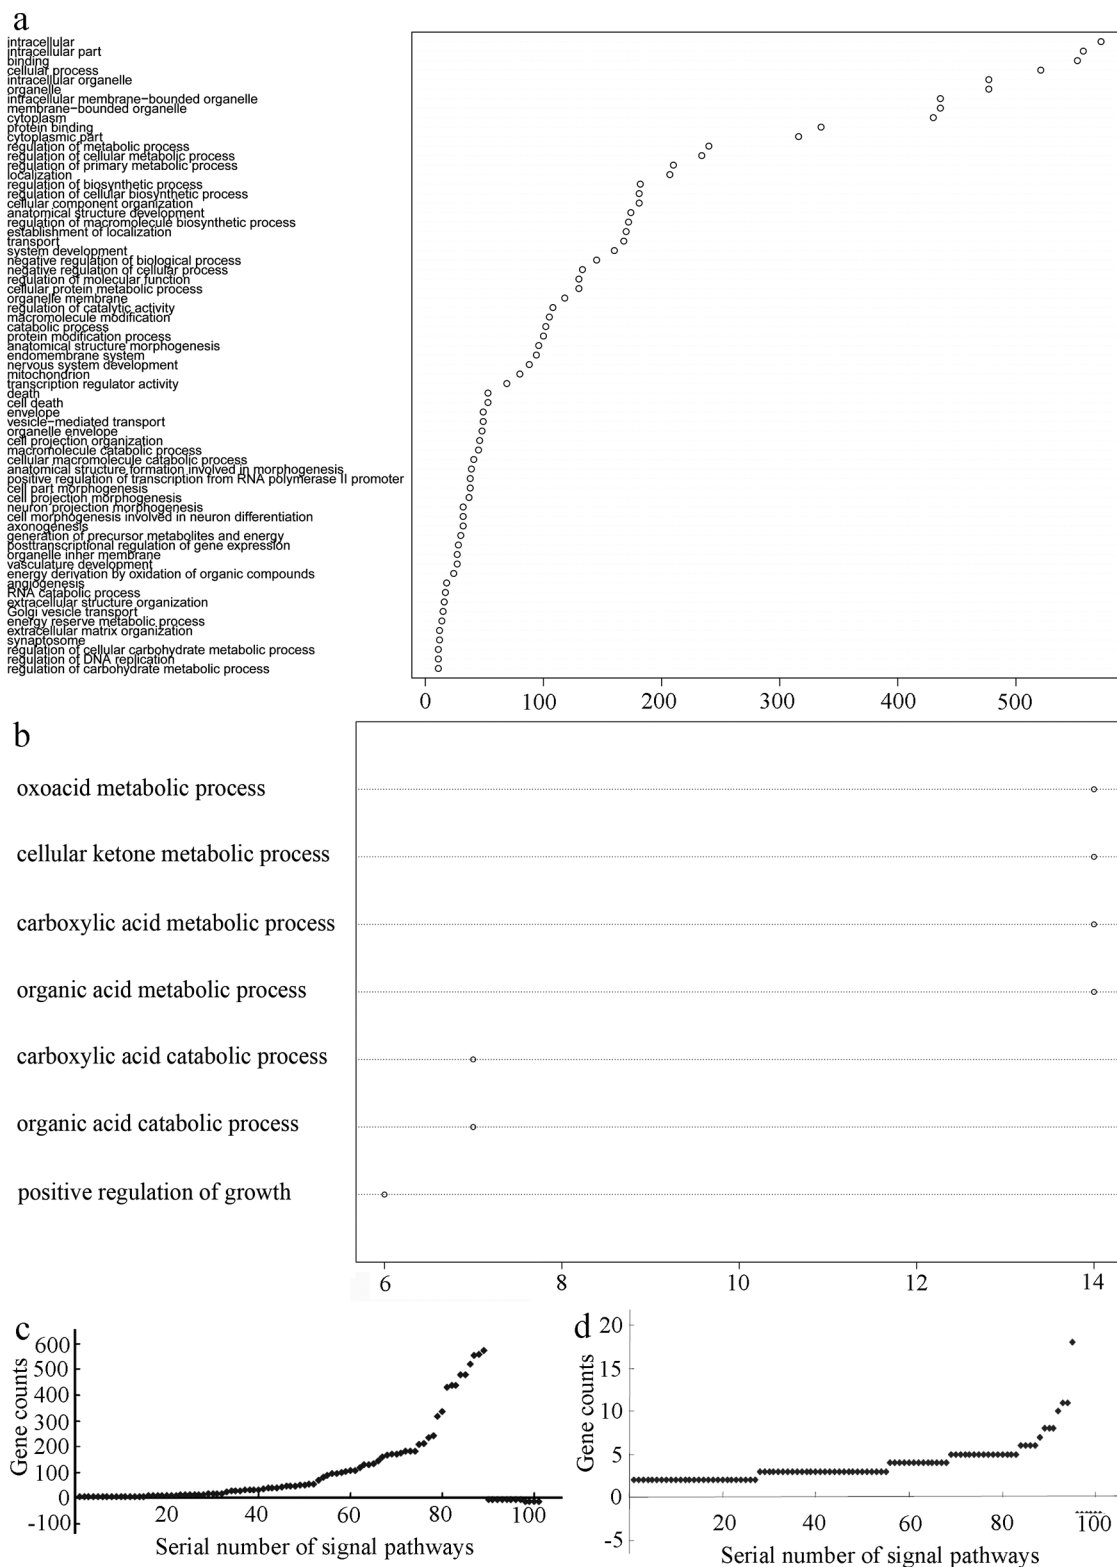 a
intracellular
intracellular part
binding
cellular process
intracellular organelle
organelle
intracellular membrane−bounded organelle
membrane−bounded organelle
cytoplasm
protein binding
cytoplasmic part
regulation of metabolic process
regulation of cellular metabolic process
regulation of primary metabolic process
localization
regulation of biosynthetic process
regulation of cellular biosynthetic process
cellular component organization
anatomical structure development
regulation of macromolecule biosynthetic process
establishment of localization
transport
system development
negative regulation of biological process
negative regulation of cellular process
regulation of molecular function
cellular protein metabolic process
organelle membrane
regulation of catalytic activity
macromolecule modification
catabolic process
protein modification process
anatomical structure morphogenesis
endomembrane system
nervous system development
mitochondrion
transcription regulator activity
death
cell death
envelope
vesicle−mediated transport
organelle envelope
cell projection organization
macromolecule catabolic process
cellular macromolecule catabolic process
anatomical structure formation involved in morphogenesis
positive regulation of transcription from RNA polymerase II promoter
cell part morphogenesis
cell projection morphogenesis
neuron projection morphogenesis
cell morphogenesis involved in neuron differentiation
axonogenesis
generation of precursor metabolites and energy
posttranscriptional regulation of gene expression
organelle inner membrane
vasculature development
energy derivation by oxidation of organic compounds
angiogenesis
RNA catabolic process
extracellular structure organization
Golgi vesicle transport
energy reserve metabolic process
extracellular matrix organization
synaptosome
regulation of cellular carbohydrate metabolic process
regulation of DNA replication
regulation of carbohydrate metabolic process
0 100 200 300 400 500
b
oxoacid metabolic process
cellular ketone metabolic process
carboxylic acid metabolic process
organic acid metabolic process
carboxylic acid catabolic process
organic acid catabolic process
positive regulation of growth
6 8 10 12 14
c
Gene counts
600
500
400
300
200
100
0
-100
20 40 60 80 100
Serial number of signal pathways
d
Gene counts
20
15
10
5
0
-5
20 40 60 80 100
Serial number of signal pathways